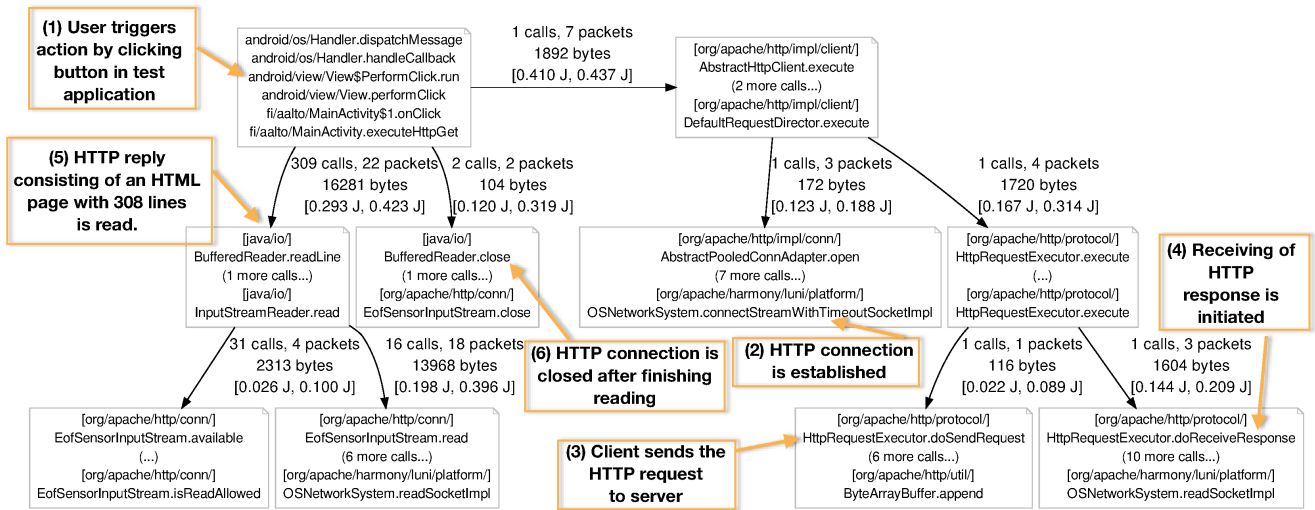 (1) User triggers
action by clicking
button in test
application
android/os/Handler.dispatchMessage
android/os/Handler.handleCallback
android/view/View$PerformClick.run
android/view/View.performClick
fi/aalto/MainActivity$1.onClick
fi/aalto/MainActivity.executeHttpGet
1 calls, 7 packets
1892 bytes
[0.410 J, 0.437 J]
[org/apache/http/impl/client/]
AbstractHttpClient.execute
(2 more calls...)
[org/apache/http/impl/client/]
DefaultRequestDirector.execute
(5) HTTP reply
consisting of an HTML
page with 308 lines
is read.
309 calls, 22 packets
16281 bytes
[0.293 J, 0.423 J]
2 calls, 2 packets
104 bytes
[0.120 J, 0.319 J]
1 calls, 3 packets
172 bytes
[0.123 J, 0.188 J]
1 calls, 4 packets
1720 bytes
[0.167 J, 0.314 J]
[java/io/]
BufferedReader.readLine
(1 more calls...)
[java/io/]
InputStreamReader.read
[java/io/]
BufferedReader.close
(1 more calls...)
[org/apache/http/conn/]
EofSensorInputStream.close
[org/apache/http/impl/conn/]
AbstractPooledConnAdapter.open
(7 more calls...)
[org/apache/harmony/luni/platform/]
OSNetworkSystem.connectStreamWithTimeoutSocketImpl
[org/apache/http/protocol/]
HttpRequestExecutor.execute
(...)
[org/apache/http/protocol/]
HttpRequestExecutor.execute
(4) Receiving of
HTTP
response is
initiated
31 calls, 4 packets
2313 bytes
[0.026 J, 0.100 J]
16 calls, 18 packets
13968 bytes
[0.198 J, 0.396 J]
(6) HTTP connection is
closed after finishing
reading
(2) HTTP connection
is established
1 calls, 1 packets
116 bytes
[0.022 J, 0.089 J]
1 calls, 3 packets
1604 bytes
[0.144 J, 0.209 J]
[org/apache/http/conn/]
EofSensorInputStream.available
(...)
[org/apache/http/conn/]
EofSensorInputStream.isReadAllowed
[org/apache/http/conn/]
EofSensorInputStream.read
(6 more calls...)
[org/apache/harmony/luni/platform/]
OSNetworkSystem.readSocketImpl
(3) Client sends the
HTTP request
to server
[org/apache/http/protocol/]
HttpRequestExecutor.doSendRequest
(6 more calls...)
[org/apache/http/util/]
ByteArrayBuffer.append
[org/apache/http/protocol/]
HttpRequestExecutor.doReceiveResponse
(10 more calls...)
[org/apache/harmony/luni/platform/]
OSNetworkSystem.readSocketImpl